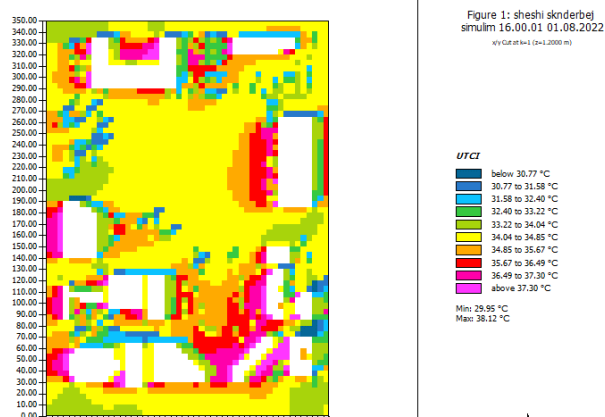 Figure 1: sheshi sknderbej
simulim 16.00.01 01.08.2022
x/y Cut at k=1 (z=1.2000 m)
350.00
340.00
330.00
320.00
310.00
300.00
290.00
280.00
270.00
260.00
250.00
240.00
230.00
220.00
210.00
200.00
190.00
180.00
170.00
160.00
150.00
140.00
130.00
120.00
110.00
100.00
90.00
80.00
70.00
60.00
50.00
40.00
30.00
20.00
10.00
0.00
UTCI
below 30.77 °C
30.77 to 31.58 °C
31.58 to 32.40 °C
32.40 to 33.22 °C
33.22 to 34.04 °C
34.04 to 34.85 °C
34.85 to 35.67 °C
35.67 to 36.49 °C
36.49 to 37.30 °C
above 37.30 °C
Min: 29.95 °C
Max: 38.12 °C